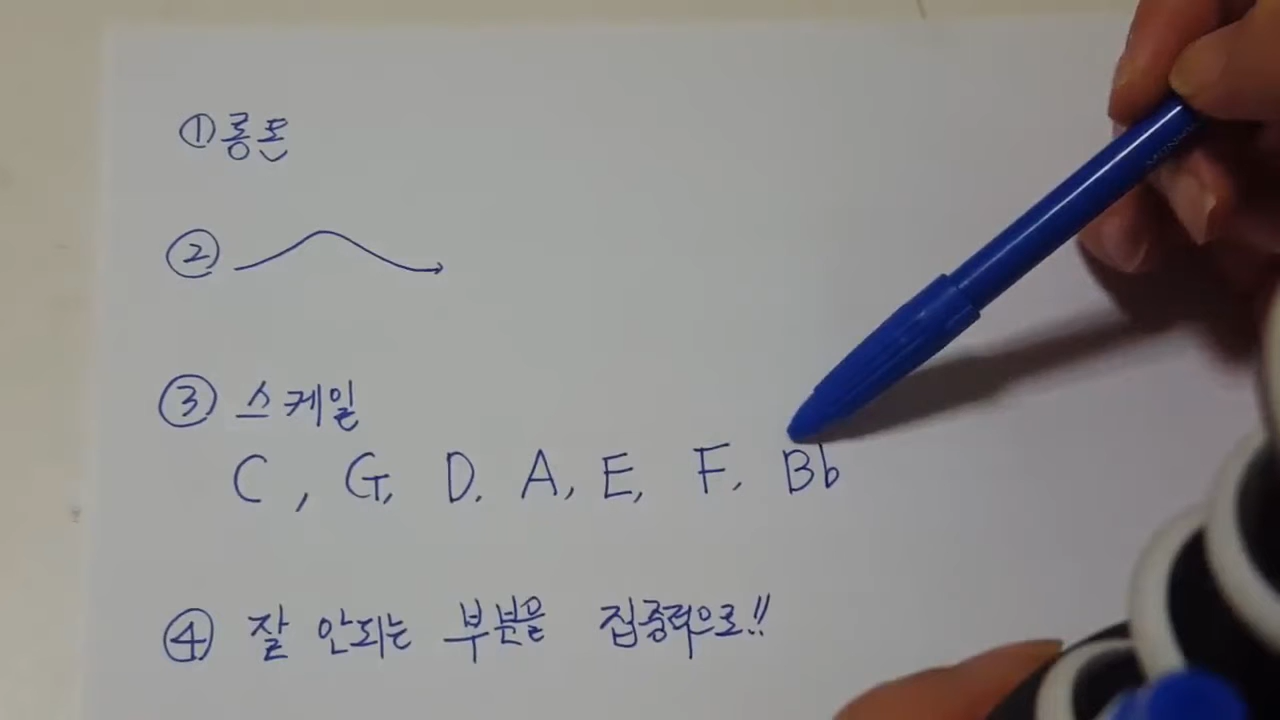 ① 롱톤
②
③ 스케일
C, G, D. A, E, F. Bb
④ 잘 안되는 부분을 집중적으로!!